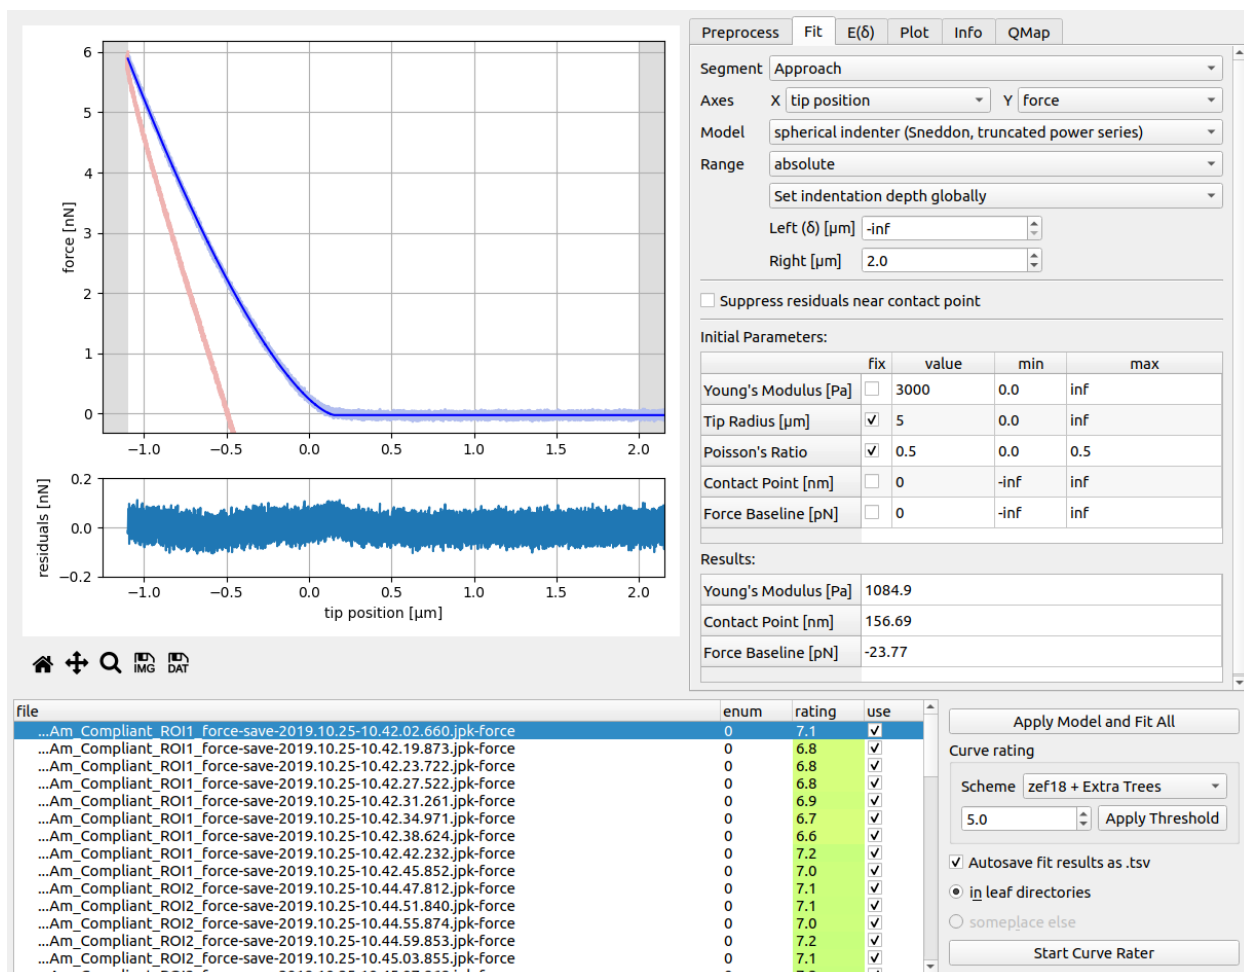 Preprocess Fit E(δ) Plot Info QMap
Segment Approach
Axes X tip position Y force
Model spherical indenter (Sneddon, truncated power series)
Range absolute
Set indentation depth globally
Left (δ) [µm] -inf
Right [µm] 2.0
Suppress residuals near contact point
Initial Parameters:
fix value min max
Young's Modulus [Pa] 3000 0.0 inf
Tip Radius [µm] 5 0.0 inf
Poisson's Ratio 0.5 0.0 0.5
Contact Point [nm] 0 -inf inf
Force Baseline [pN] 0 -inf inf
Results:
Young's Modulus [Pa] 1084.9
Contact Point [nm] 156.69
Force Baseline [pN] -23.77
force [nN]
6
5
4
3
2
1
0
−1.0 −0.5 0.0 0.5 1.0 1.5 2.0
residuals [nN]
0.2
0.0
−0.2
−1.0 −0.5 0.0 0.5 1.0 1.5 2.0
tip position [µm]
IMG DAT
file enum rating use
...Am_Compliant_ROI1_force-save-2019.10.25-10.42.02.660.jpk-force 0 7.1
...Am_Compliant_ROI1_force-save-2019.10.25-10.42.19.873.jpk-force 0 6.8
...Am_Compliant_ROI1_force-save-2019.10.25-10.42.23.722.jpk-force 0 6.8
...Am_Compliant_ROI1_force-save-2019.10.25-10.42.27.522.jpk-force 0 6.8
...Am_Compliant_ROI1_force-save-2019.10.25-10.42.31.261.jpk-force 0 6.9
...Am_Compliant_ROI1_force-save-2019.10.25-10.42.34.971.jpk-force 0 6.7
...Am_Compliant_ROI1_force-save-2019.10.25-10.42.38.624.jpk-force 0 6.6
...Am_Compliant_ROI1_force-save-2019.10.25-10.42.42.232.jpk-force 0 7.2
...Am_Compliant_ROI1_force-save-2019.10.25-10.42.45.852.jpk-force 0 7.0
...Am_Compliant_ROI2_force-save-2019.10.25-10.44.47.812.jpk-force 0 7.1
...Am_Compliant_ROI2_force-save-2019.10.25-10.44.51.840.jpk-force 0 7.1
...Am_Compliant_ROI2_force-save-2019.10.25-10.44.55.874.jpk-force 0 7.0
...Am_Compliant_ROI2_force-save-2019.10.25-10.44.59.853.jpk-force 0 7.2
...Am_Compliant_ROI2_force-save-2019.10.25-10.45.03.855.jpk-force 0 7.1
Apply Model and Fit All
Curve rating
Scheme zef18 + Extra Trees
5.0 Apply Threshold
Autosave fit results as .tsv
in leaf directories
someplace else
Start Curve Rater